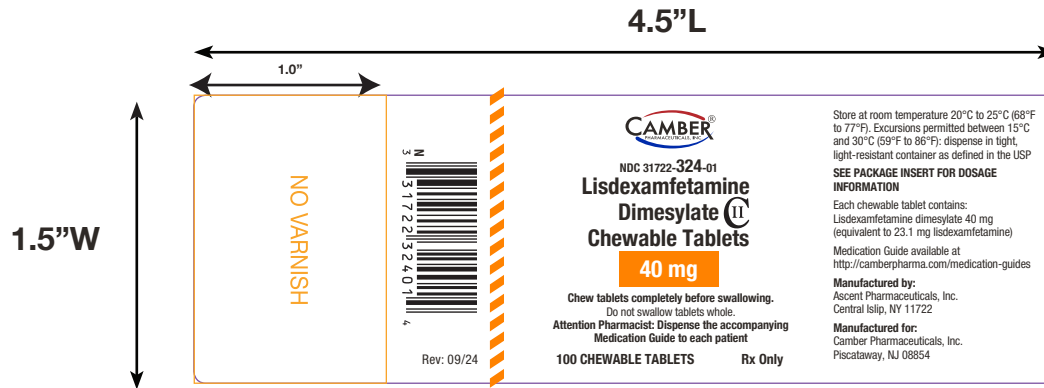 4.5”L
1.0”
1.5”W
NO VARNISH
N
3
31722 32401
4
Rev: 09/24
CAMBER®
PHARMACEUTICALS, INC
NDC 31722-324-01
Lisdexamfetamine
Dimesylate CII
Chewable Tablets
40 mg
Chew tablets completely before swallowing.
Do not swallow tablets whole.
Attention Pharmacist: Dispense the accompanying
Medication Guide to each patient
100 CHEWABLE TABLETS Rx Only
Store at room temperature 20°C to 25°C (68°F
to 77°F). Excursions permitted between 15°C
and 30°C (59°F to 86°F): dispense in tight,
light-resistant container as defined in the USP
SEE PACKAGE INSERT FOR DOSAGE
INFORMATION
Each chewable tablet contains:
Lisdexamfetamine dimesylate 40 mg
(equivalent to 23.1 mg lisdexamfetamine)
Medication Guide available at
http://camberpharma.com/medication-guides
Manufactured by:
Ascent Pharmaceuticals, Inc.
Central Islip, NY 11722
Manufactured for:
Camber Pharmaceuticals, Inc.
Piscataway, NJ 08854